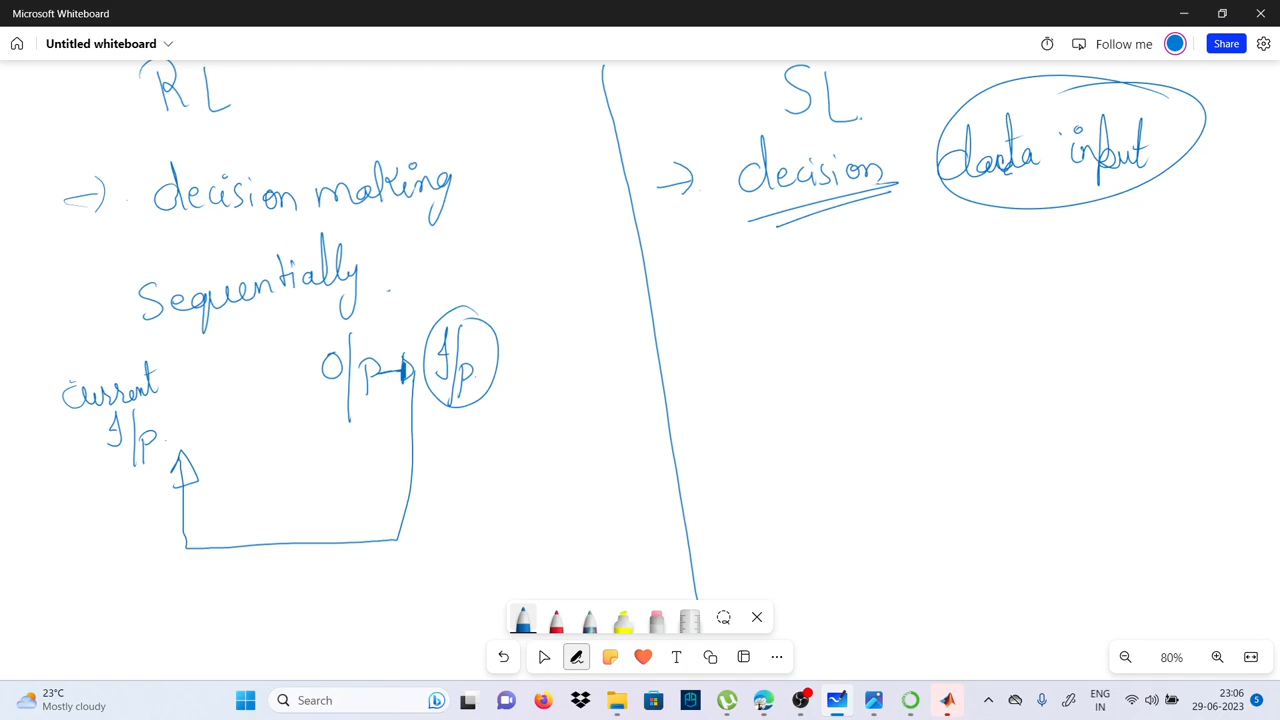 Microsoft Whiteboard
Untitled whiteboard
Follow me
Share
RL
→ decision making
sequentially.
O/p → I/p.
current
I/p.
SL.
→ decision
data input
80%
23°C
Mostly cloudy
Search
ENG
IN
23:06
29-06-2023
5